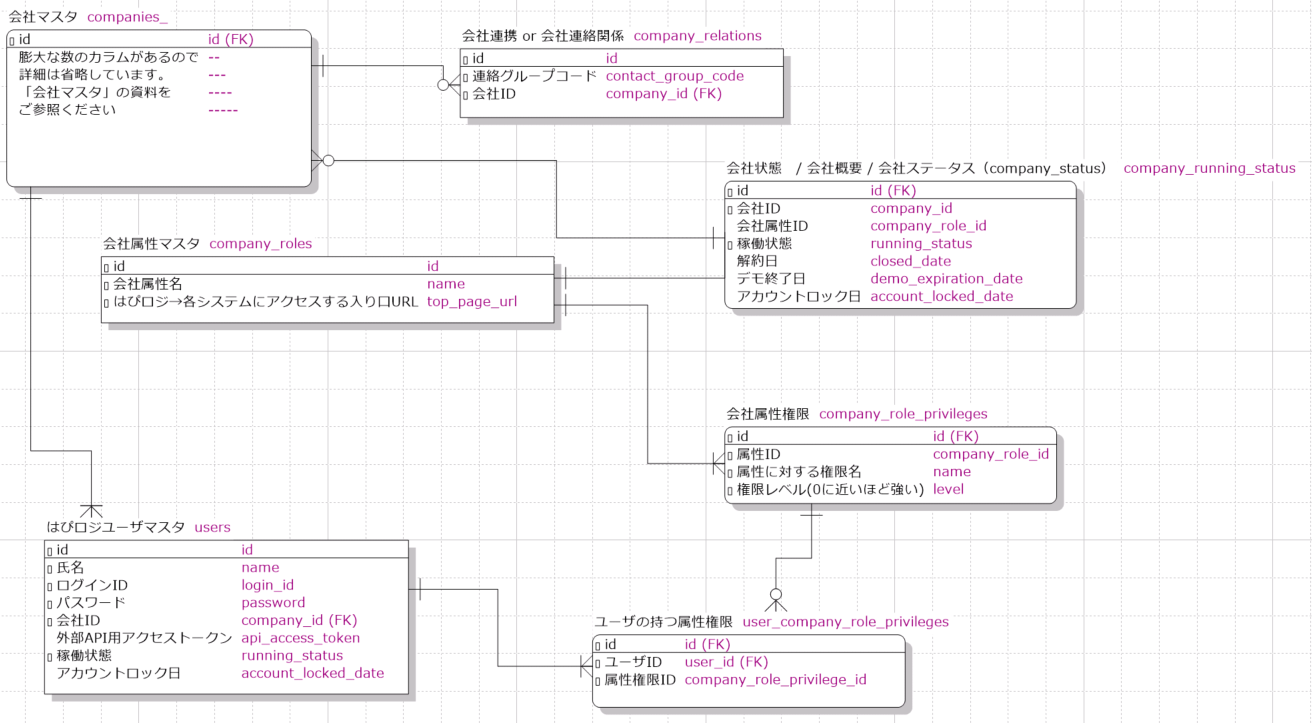 会社マスタ companies_
id id (FK)
膨大な数のカラムがあるので --
詳細は省略しています。 ---
「会社マスタ」の資料を ----
ご参照ください -----
会社連携 or 会社連絡関係 company_relations
id id
連絡グループコード contact_group_code
会社ID company_id (FK)
会社状態 / 会社概要 / 会社ステータス（company_status） company_running_status
id id (FK)
会社ID company_id
会社属性ID company_role_id
稼働状態 running_status
解約日 closed_date
デモ終了日 demo_expiration_date
アカウントロック日 account_locked_date
会社属性マスタ company_roles
id id
会社属性名 name
はぴロジ→各システムにアクセスする入り口URL top_page_url
会社属性権限 company_role_privileges
id id (FK)
属性ID company_role_id
属性に対する権限名 name
権限レベル(0に近いほど強い) level
はぴロジユーザマスタ users
id id
氏名 name
ログインID login_id
パスワード password
会社ID company_id (FK)
外部API用アクセストークン api_access_token
稼働状態 running_status
アカウントロック日 account_locked_date
ユーザの持つ属性権限 user_company_role_privileges
id id (FK)
ユーザID user_id (FK)
属性権限ID company_role_privilege_id